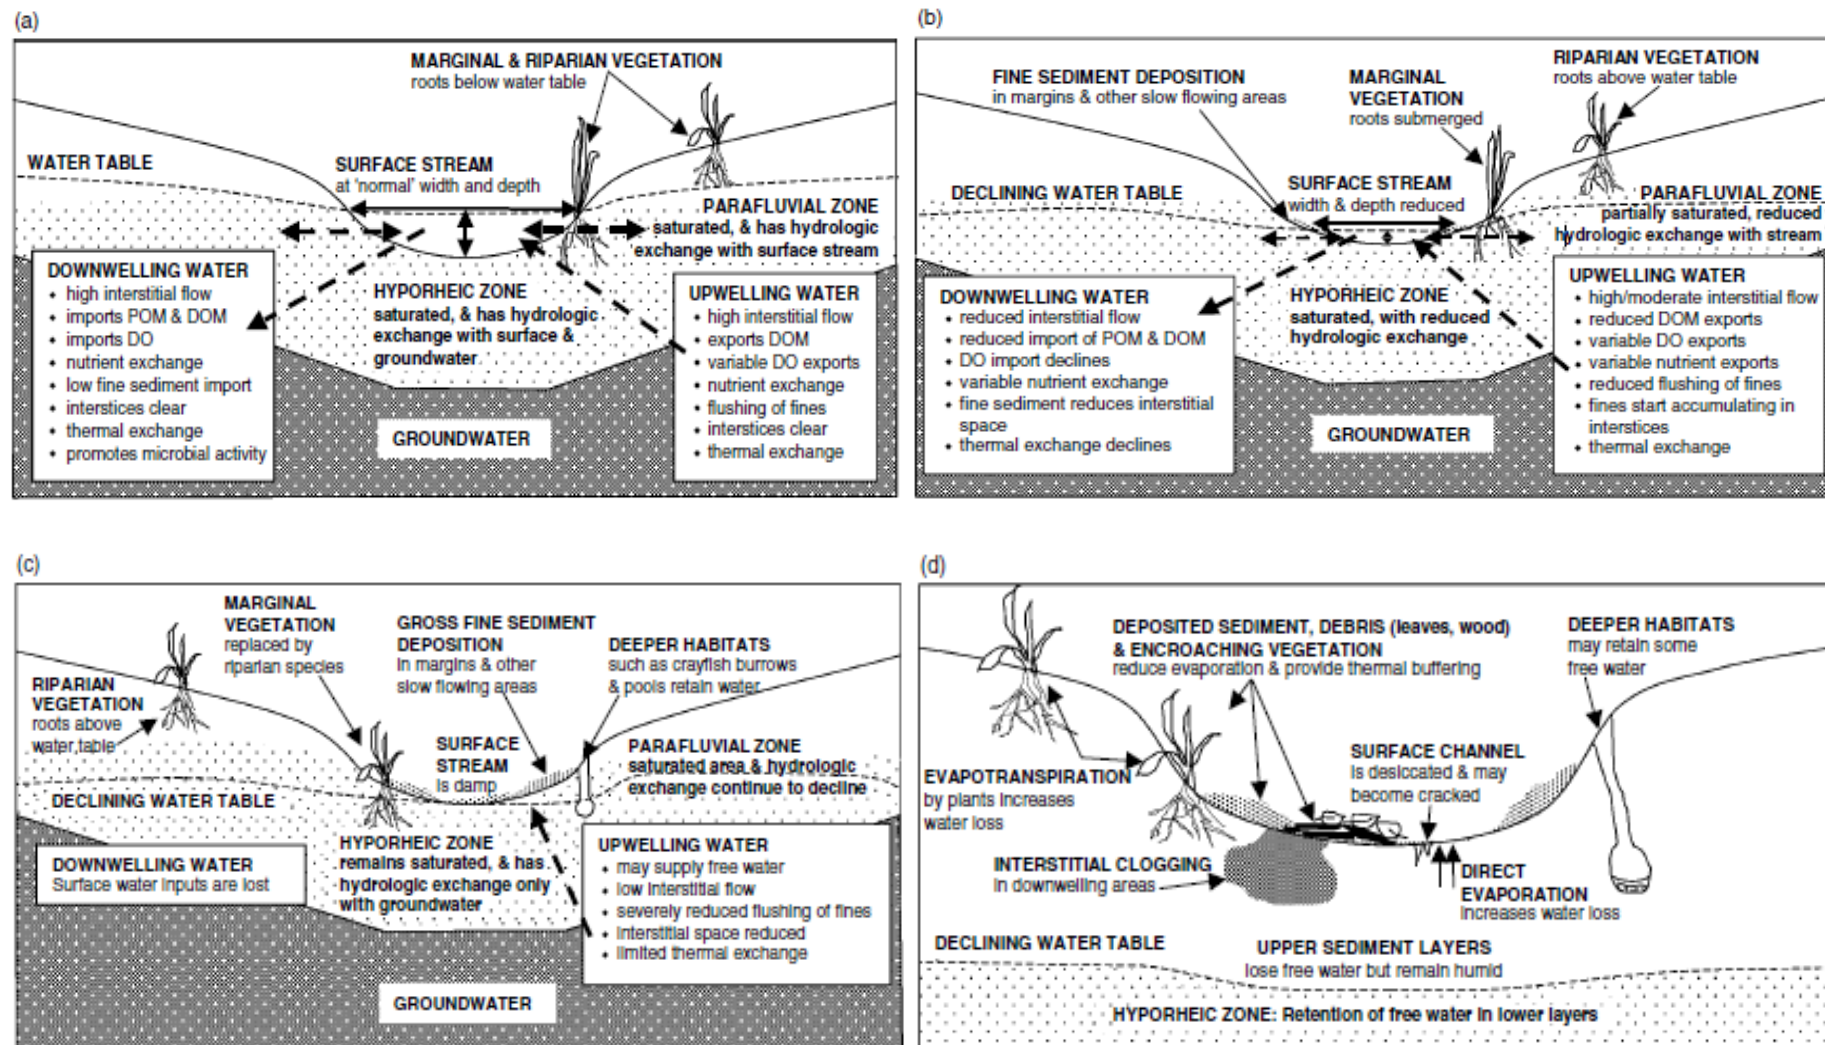 (a)
MARGINAL & RIPARIAN VEGETATION
roots below water table
WATER TABLE
SURFACE STREAM
at 'normal' width and depth
PARAFLUVIAL ZONE
saturated, & has hydrologic
exchange with surface stream
DOWNWELLING WATER
• high interstitial flow
• imports POM & DOM
• imports DO
• nutrient exchange
• low fine sediment import
• interstices clear
• thermal exchange
• promotes microbial activity
HYPORHEIC ZONE
saturated, & has hydrologic
exchange with surface &
groundwater
UPWELLING WATER
• high interstitial flow
• exports DOM
• variable DO exports
• nutrient exchange
• flushing of fines
• interstices clear
• thermal exchange
GROUNDWATER
(b)
FINE SEDIMENT DEPOSITION
in margins & other slow flowing areas
MARGINAL
VEGETATION
roots submerged
RIPARIAN VEGETATION
roots above water table
DECLINING WATER TABLE
SURFACE STREAM
width & depth reduced
PARAFLUVIAL ZONE
partially saturated, reduced
hydrologic exchange with stream
DOWNWELLING WATER
• reduced interstitial flow
• reduced import of POM & DOM
• DO import declines
• variable nutrient exchange
• fine sediment reduces interstitial
space
• thermal exchange declines
HYPORHEIC ZONE
saturated, with reduced
hydrologic exchange
UPWELLING WATER
• high/moderate interstitial flow
• reduced DOM exports
• variable DO exports
• variable nutrient exports
• reduced flushing of fines
• fines start accumulating in
interstices
• thermal exchange
GROUNDWATER
(c)
MARGINAL
VEGETATION
replaced by
riparian species
GROSS FINE SEDIMENT
DEPOSITION
in margins & other
slow flowing areas
DEEPER HABITATS
such as crayfish burrows
& pools retain water
RIPARIAN
VEGETATION
roots above
water table
SURFACE
STREAM
is damp
PARAFLUVIAL ZONE
saturated area & hydrologic
exchange continue to decline
DECLINING WATER TABLE
DOWNWELLING WATER
Surface water inputs are lost
HYPORHEIC ZONE
remains saturated, & has
hydrologic exchange only
with groundwater
UPWELLING WATER
• may supply free water
• low interstitial flow
• severely reduced flushing of fines
• interstitial space reduced
• limited thermal exchange
GROUNDWATER
(d)
DEPOSITED SEDIMENT, DEBRIS (leaves, wood)
& ENCROACHING VEGETATION
reduce evaporation & provide thermal buffering
DEEPER HABITATS
may retain some
free water
EVAPOTRANSPIRATION
by plants increases
water loss
SURFACE CHANNEL
is desiccated & may
become cracked
INTERSTITIAL CLOGGING
in downwelling areas
DIRECT
EVAPORATION
increases water loss
DECLINING WATER TABLE
UPPER SEDIMENT LAYERS
lose free water but remain humid
HYPORHEIC ZONE: Retention of free water in lower layers